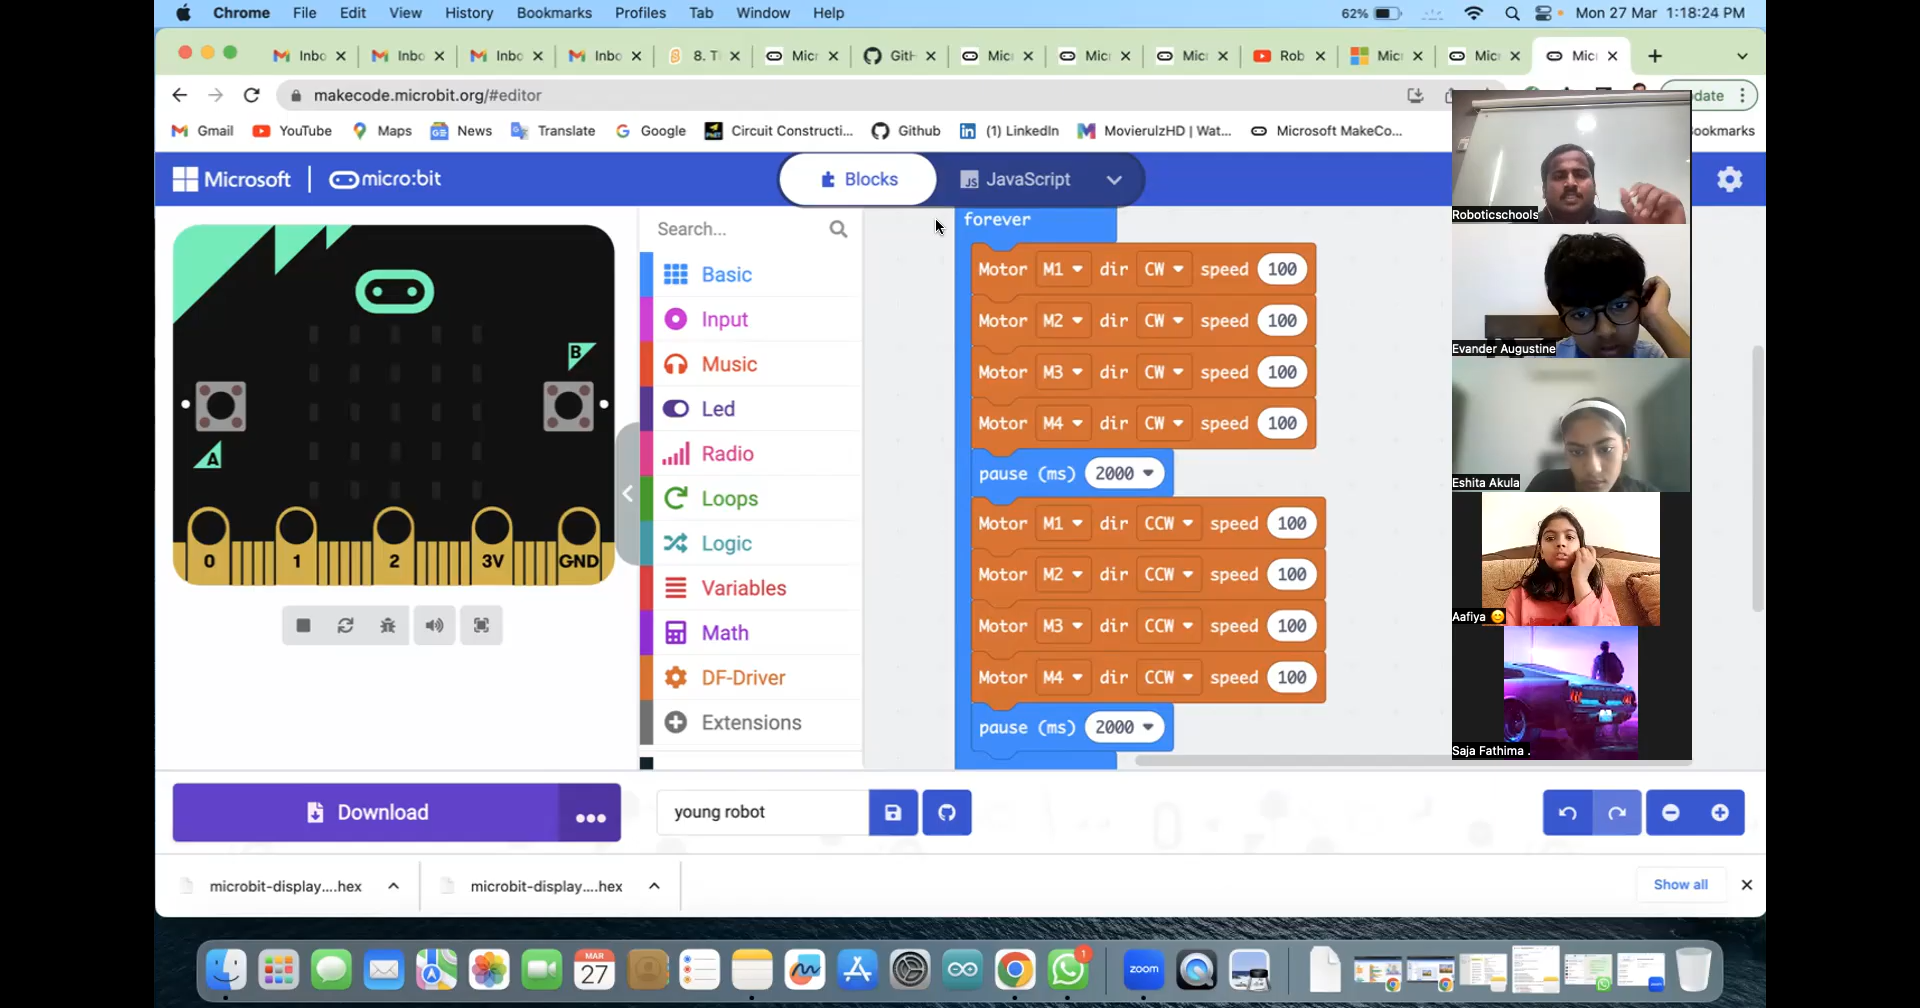 Chrome File Edit View History Bookmarks Profiles Tab Window Help 62% Mon 27 Mar 1:18:24 PM
Inbo Inbo Inbo Inbo 8. Tl Micr GitH Mic Mic Micr Rob Micr Mic Mic
makecode.microbit.org/#editor date
Gmail YouTube Maps News Translate Google Circuit Constructi... Github (1) LinkedIn MovierulzHD | Wat... Microsoft MakeCo... ookmarks
Microsoft micro:bit Blocks JS JavaScript
Search...
Basic
Input
Music
Led
Radio
Loops
Logic
Variables
Math
DF-Driver
Extensions
B
A
0 1 2 3V GND
forever
Motor M1 dir CW speed 100
Motor M2 dir CW speed 100
Motor M3 dir CW speed 100
Motor M4 dir CW speed 100
pause (ms) 2000
Motor M1 dir CCW speed 100
Motor M2 dir CCW speed 100
Motor M3 dir CCW speed 100
Motor M4 dir CCW speed 100
pause (ms) 2000
Roboticschools
Evander Augustine
Eshita Akula
Aafiya 😊
Saja Fathima .
Download ... young robot
microbit-display....hex microbit-display....hex Show all
MAR
27
1
zoom